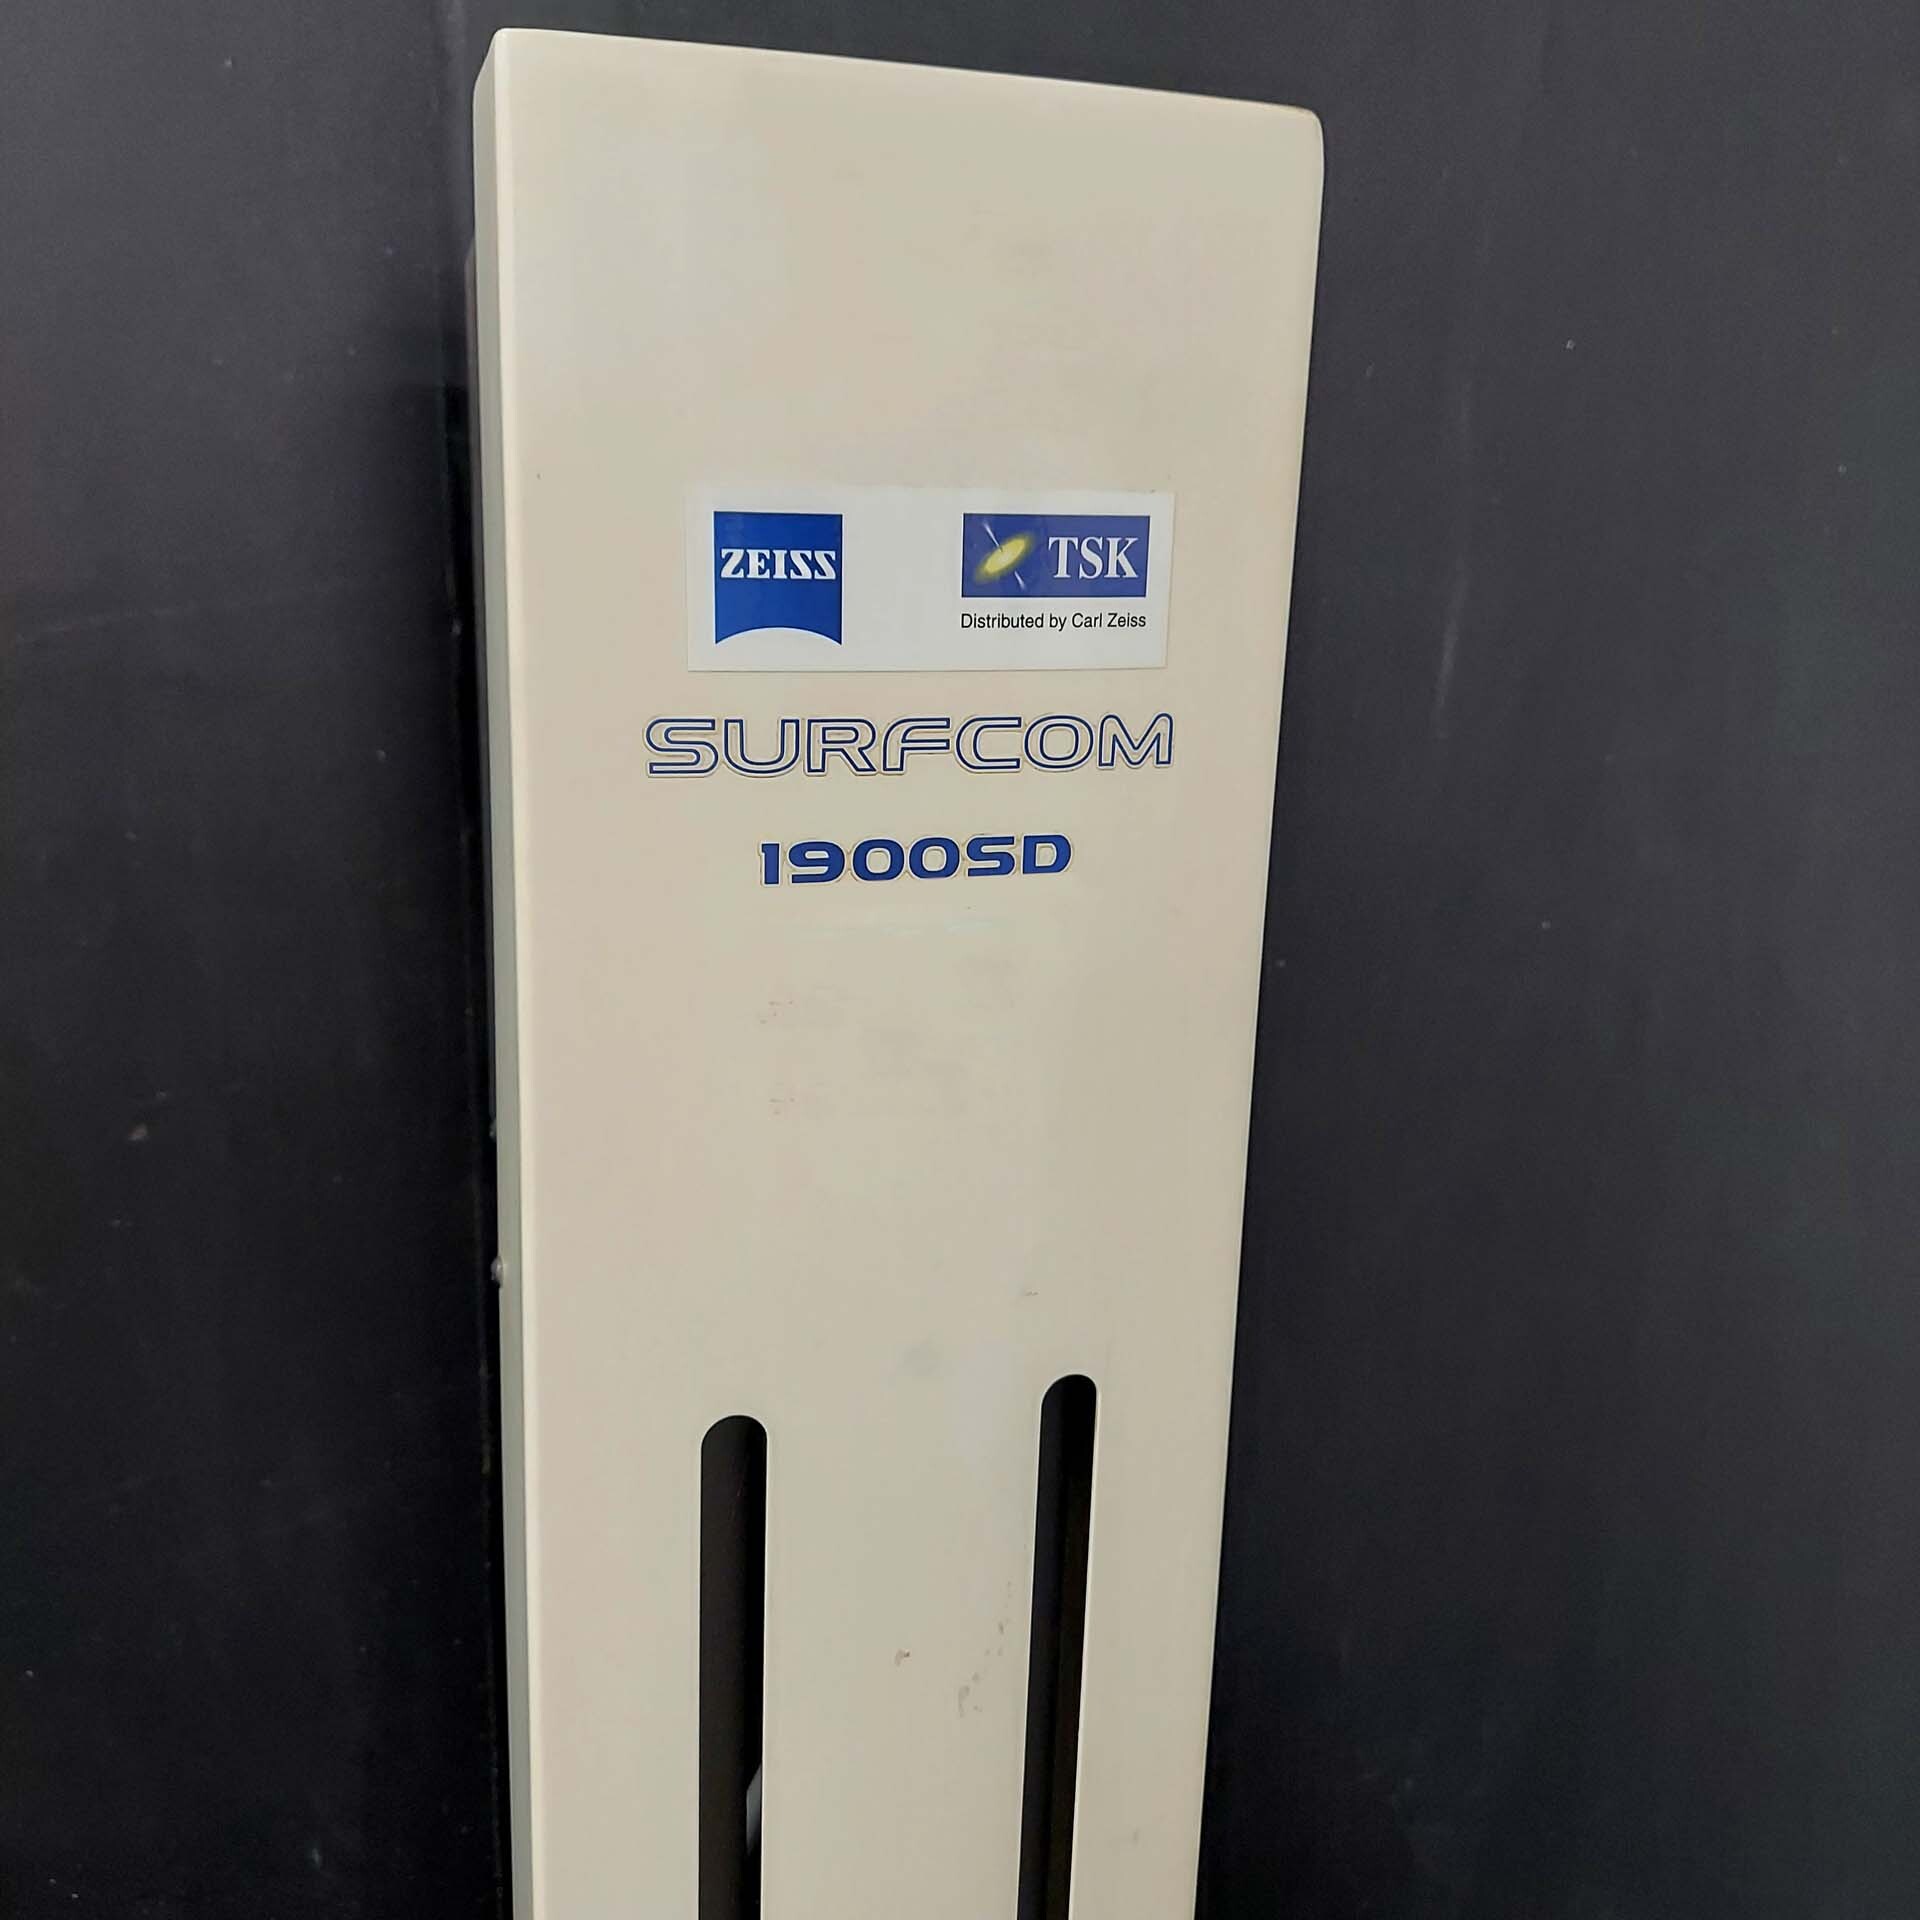 ZEISS
TSK
Distributed by Carl Zeiss
SURFCOM
1900SD